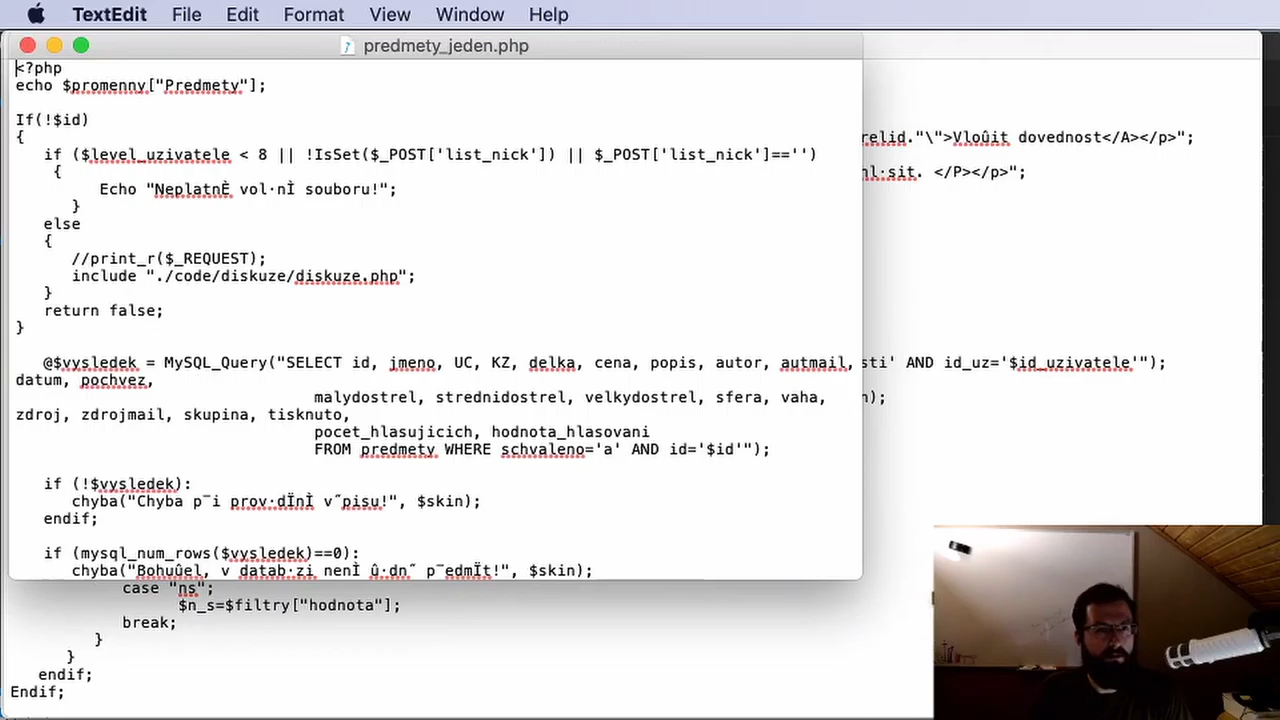 TextEdit File Edit Format View Window Help
predmety_jeden.php
<?php
echo $promenny["Predmety"];
If(!$id)
{
if ($level_uzivatele < 8 || !IsSet($_POST['list_nick']) || $_POST['list_nick']=='')
{
Echo "NeplatnÈ vol·nÌ souboru!";
}
else
{
//print_r($_REQUEST);
include "./code/diskuze/diskuze.php";
}
return false;
}
@$vysledek = MySQL_Query("SELECT id, jmeno, UC, KZ, delka, cena, popis, autor, autmail,
datum, pochvez,
malydostrel, strednidostrel, velkydostrel, sfera, vaha,
zdroj, zdrojmail, skupina, tisknuto,
pocet_hlasujicich, hodnota_hlasovani
FROM predmety WHERE schvaleno='a' AND id='$id'");
if (!$vysledek):
chyba("Chyba p¯i prov·dÏnÌ v˝pisu!", $skin);
endif;
if (mysql_num_rows($vysledek)==0):
chyba("Bohuûel, v datab·zi nenÌ û·dn˝ p¯edmÏt!", $skin);
relid."\">Vloûit dovednost</A></p>";
hl·sit. </P></p>";
sti' AND id_uz='$id_uzivatele'");
);
case "ns":
$n_s=$filtry["hodnota"];
break;
}
}
endif;
Endif;